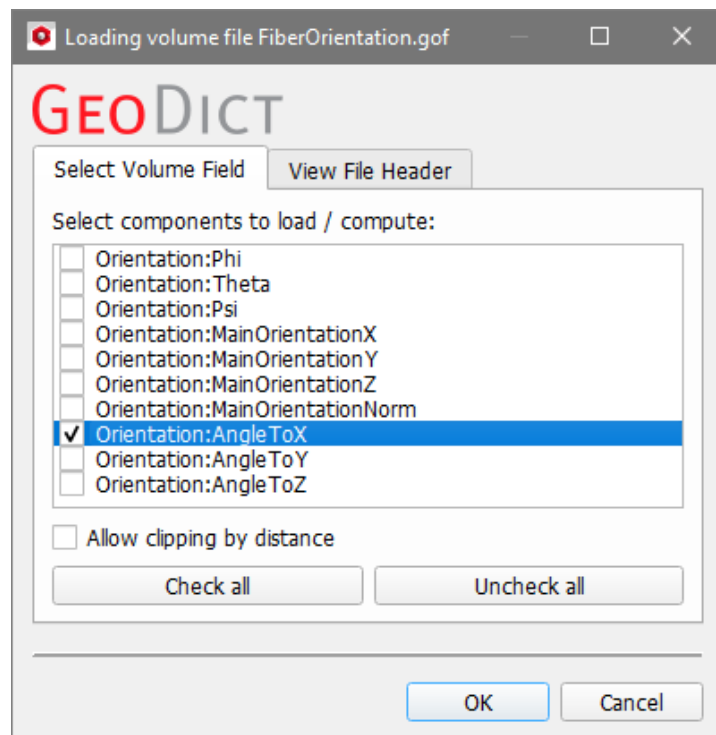 Loading volume file FiberOrientation.gof
GEODICT
Select Volume Field View File Header
Select components to load / compute:
Orientation:Phi
Orientation:Theta
Orientation:Psi
Orientation:MainOrientationX
Orientation:MainOrientationY
Orientation:MainOrientationZ
Orientation:MainOrientationNorm
Orientation:AngleToX
Orientation:AngleToY
Orientation:AngleToZ
Allow clipping by distance
Check all Uncheck all
OK Cancel